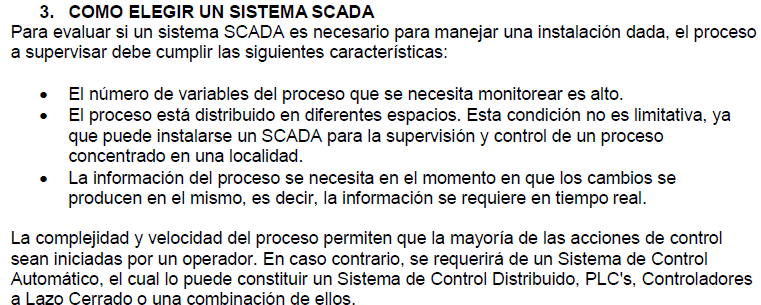 3. COMO ELEGIR UN SISTEMA SCADA
Para evaluar si un sistema SCADA es necesario para manejar una instalación dada, el proceso
a supervisar debe cumplir las siguientes características:
• El número de variables del proceso que se necesita monitorear es alto.
• El proceso está distribuido en diferentes espacios. Esta condición no es limitativa, ya
que puede instalarse un SCADA para la supervisión y control de un proceso
concentrado en una localidad.
• La información del proceso se necesita en el momento en que los cambios se
producen en el mismo, es decir, la información se requiere en tiempo real.
La complejidad y velocidad del proceso permiten que la mayoría de las acciones de control
sean iniciadas por un operador. En caso contrario, se requerirá de un Sistema de Control
Automático, el cual lo puede constituir un Sistema de Control Distribuido, PLC's, Controladores
a Lazo Cerrado o una combinación de ellos.